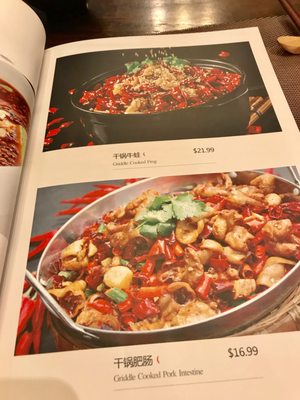 干锅牛蛙 $21.99
Griddle Cooked Frog
干锅肥肠 $16.99
Griddle Cooked Pork Intestine